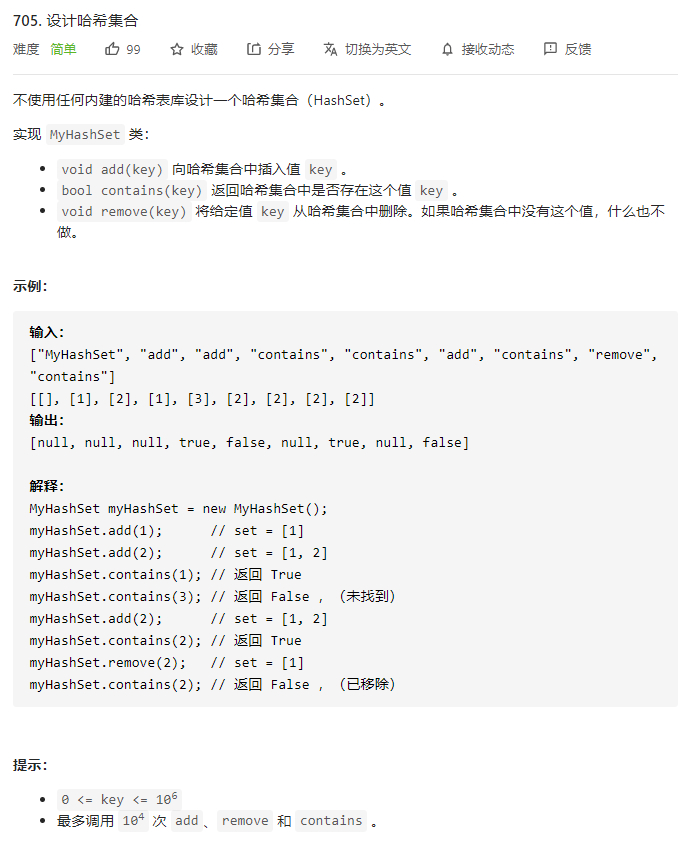 705. 设计哈希集合
难度 简单 99 收藏 分享 切换为英文 接收动态 反馈
不使用任何内建的哈希表库设计一个哈希集合（HashSet）。
实现 MyHashSet 类：
void add(key) 向哈希集合中插入值 key 。
bool contains(key) 返回哈希集合中是否存在这个值 key 。
void remove(key) 将给定值 key 从哈希集合中删除。如果哈希集合中没有这个值，什么也不
做。
示例：
输入：
["MyHashSet", "add", "add", "contains", "contains", "add", "contains", "remove",
"contains"]
[[], [1], [2], [1], [3], [2], [2], [2], [2]]
输出：
[null, null, null, true, false, null, true, null, false]
解释：
MyHashSet myHashSet = new MyHashSet();
myHashSet.add(1);      // set = [1]
myHashSet.add(2);      // set = [1, 2]
myHashSet.contains(1); // 返回 True
myHashSet.contains(3); // 返回 False ，（未找到）
myHashSet.add(2);      // set = [1, 2]
myHashSet.contains(2); // 返回 True
myHashSet.remove(2);   // set = [1]
myHashSet.contains(2); // 返回 False ，（已移除）
提示：
0 <= key <= 10⁶
最多调用 10⁴ 次 add 、remove 和 contains 。